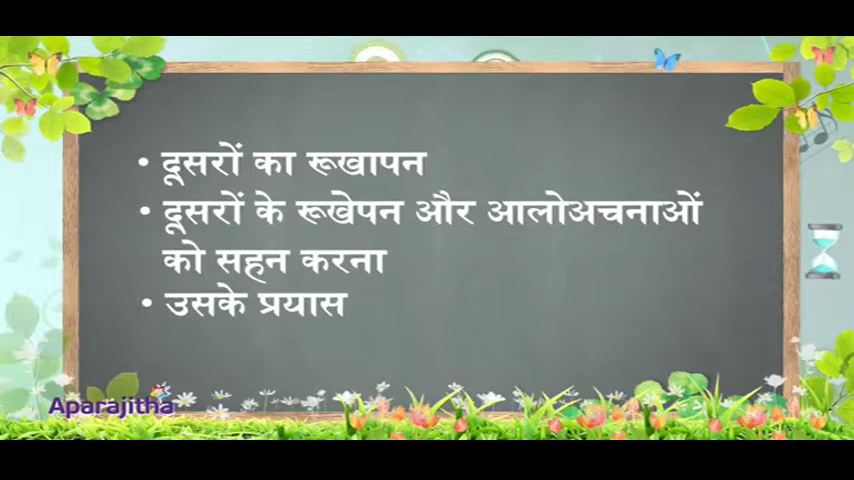 • दूसरों का रूखापन
• दूसरों के रूखेपन और आलोअचनाओं
को सहन करना
• उसके प्रयास
Aparajitha